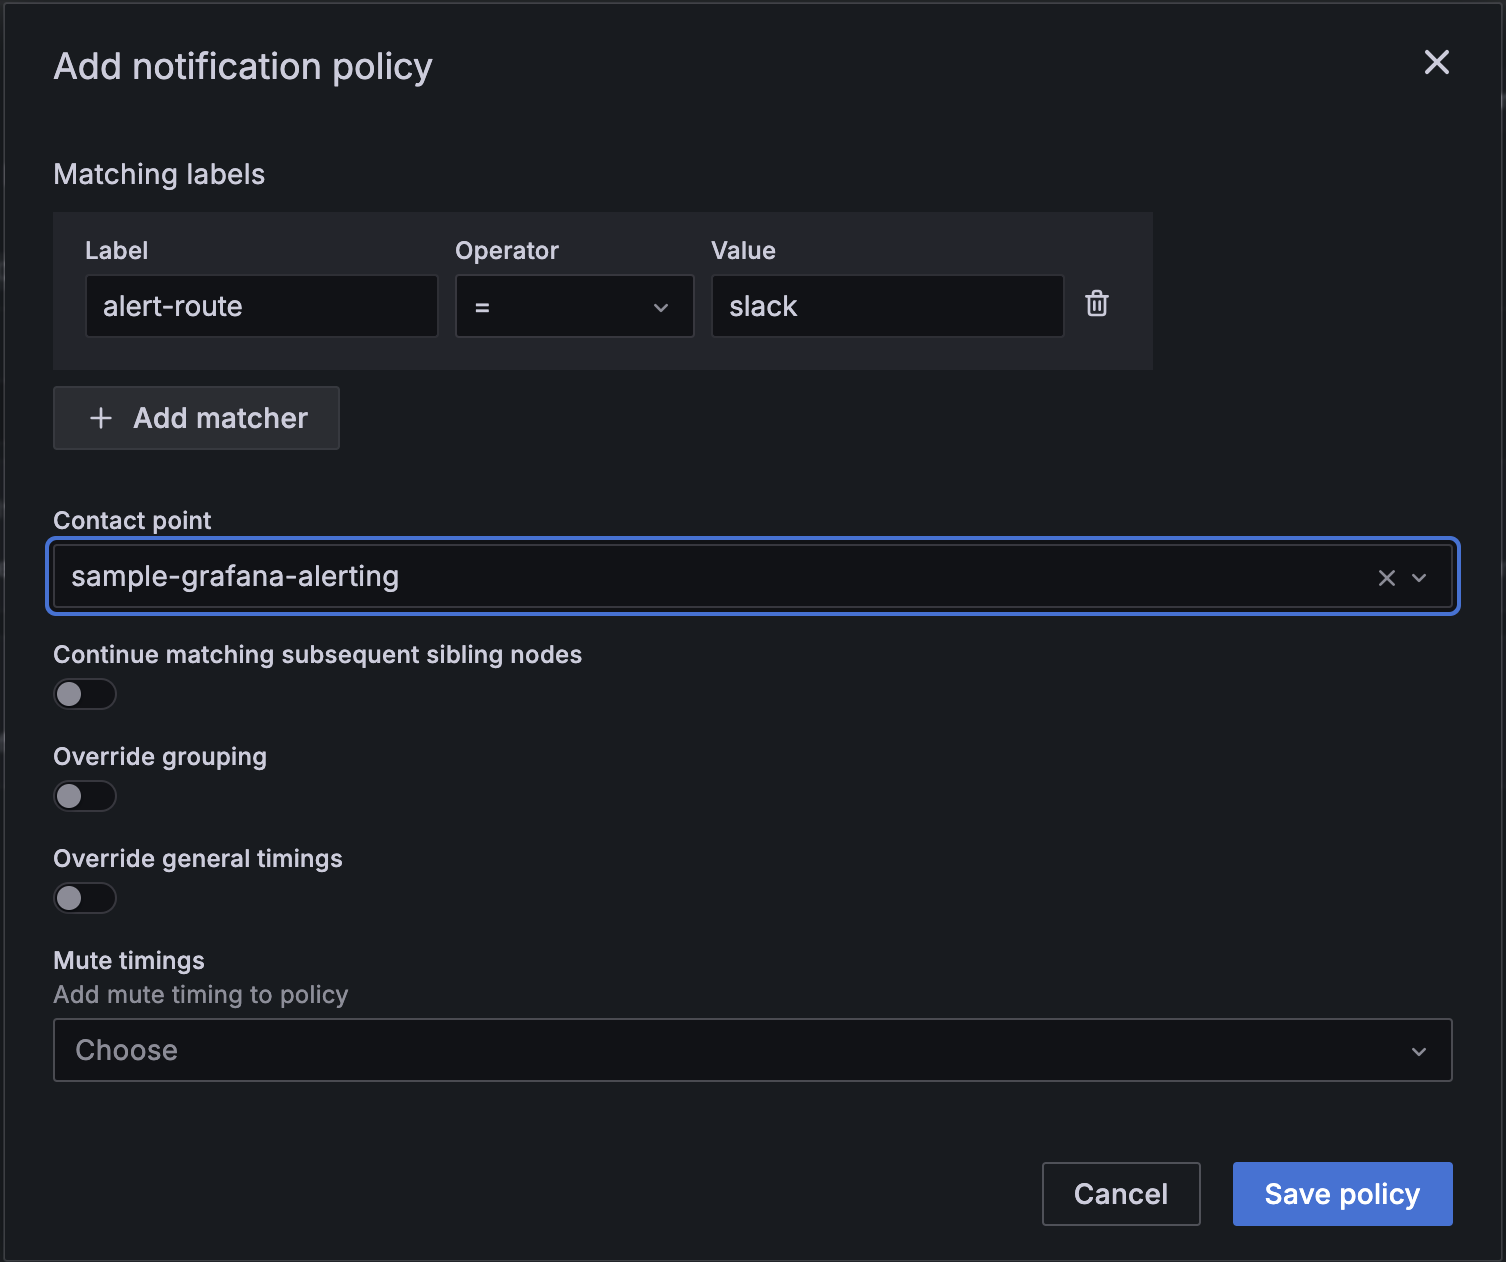 Add notification policy
Matching labels
Label Operator Value
alert-route = slack
+ Add matcher
Contact point
sample-grafana-alerting
Continue matching subsequent sibling nodes
Override grouping
Override general timings
Mute timings
Add mute timing to policy
Choose
Cancel Save policy